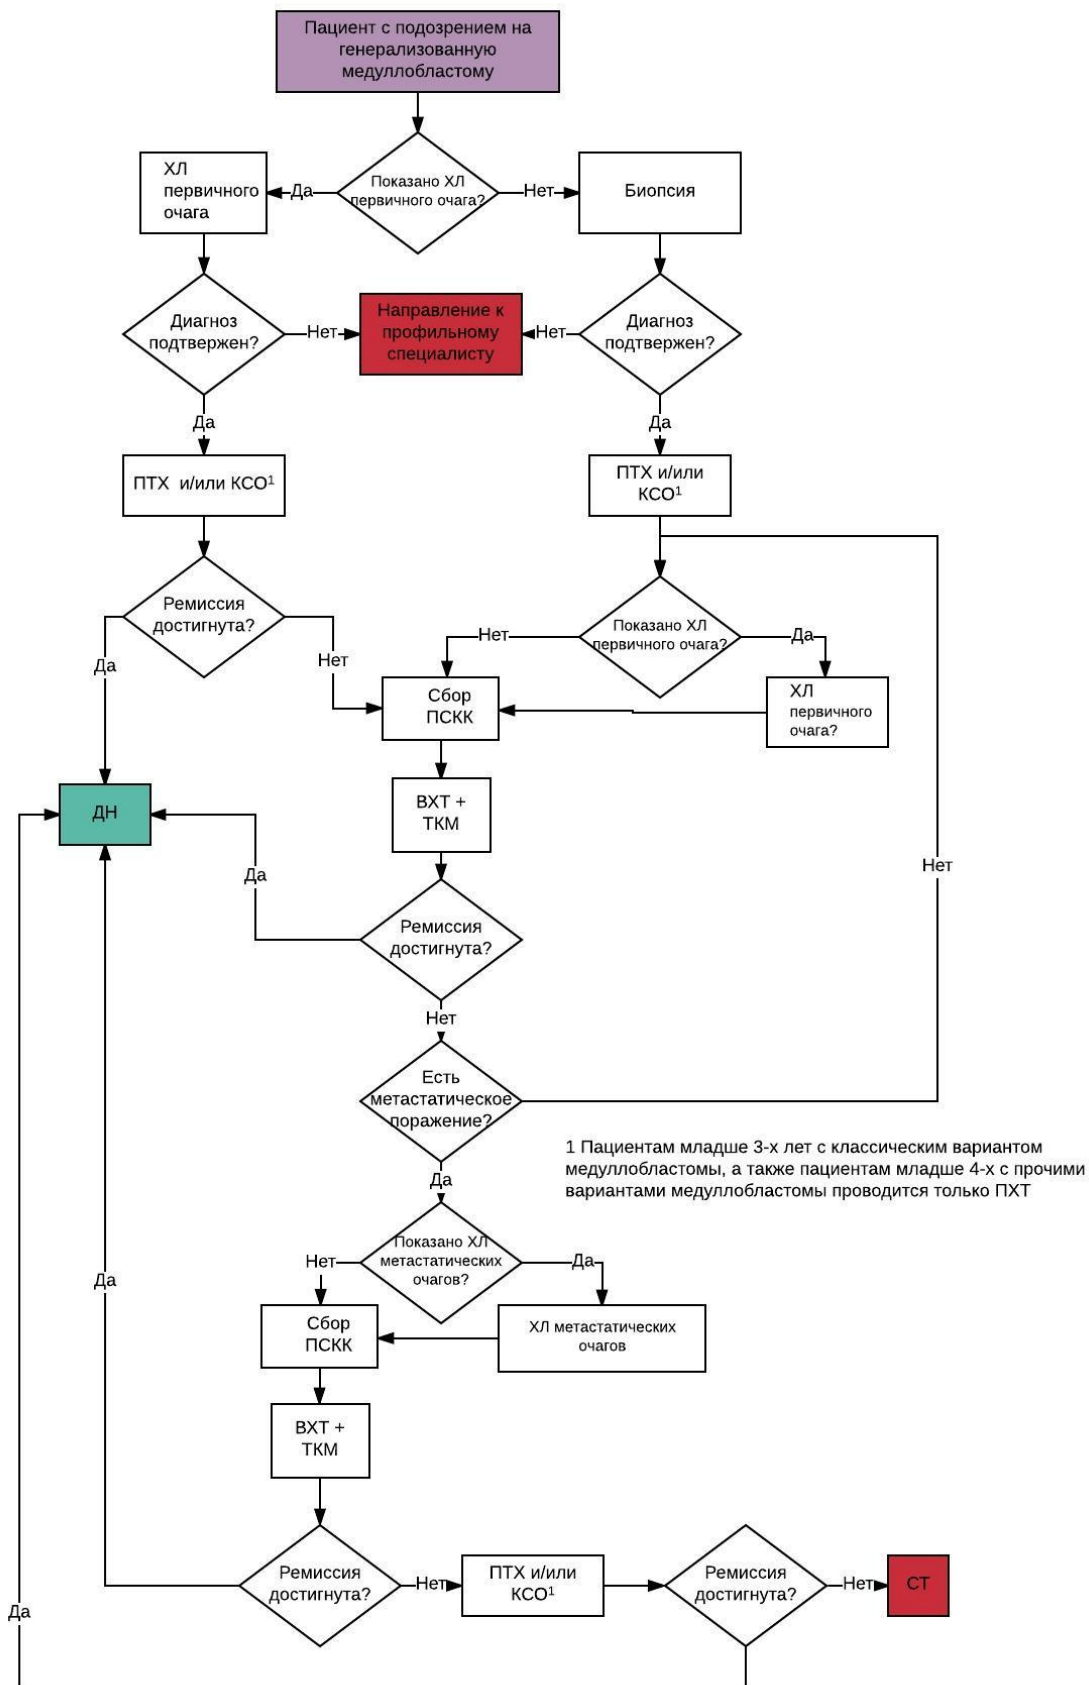 Пациент с подозрением на
генерализованную
медуллобластому
ХЛ
первичного
очага
Да
Показано ХЛ
первичного очага?
Нет
Биопсия
Диагноз
подтвержен?
Нет
Направление к
профильному
специалисту
Нет
Диагноз
подтвержен?
Да
Да
ПТХ и/или КСО1
ПТХ и/или
КСО1
Ремиссия
достигнута?
Показано ХЛ
первичного очага?
Нет
Да
Да
Нет
Сбор
ПСКК
ХЛ
первичного
очага?
ДН
ВХТ +
ТКМ
Да
Нет
Ремиссия
достигнута?
Нет
Есть
метастатическое
поражение?
1 Пациентам младше 3-х лет с классическим вариантом
медуллобластомы, а также пациентам младше 4-х с прочими
вариантами медуллобластомы проводится только ПХТ
Да
Показано ХЛ
метастатических
очагов?
Нет
Да
Да
Сбор
ПСКК
ХЛ метастатических
очагов
ВХТ +
ТКМ
Ремиссия
достигнута?
Нет
ПТХ и/или
КСО1
Ремиссия
достигнута?
Нет
СТ
Да